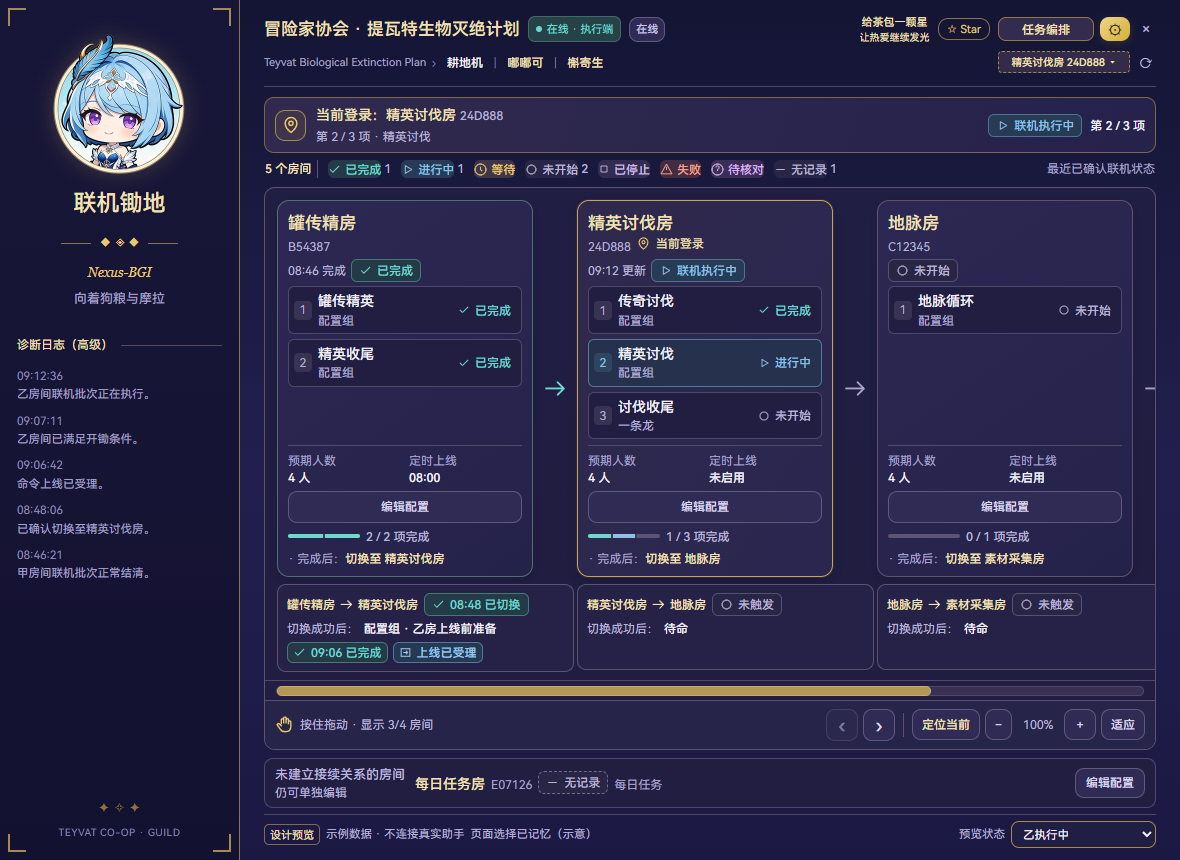 联机锄地
Nexus-BGI
向着狗粮与摩拉
诊断日志（高级）
09:12:36
乙房间联机批次正在执行。
09:07:11
乙房间已满足开锄条件。
09:06:42
命令上线已受理。
08:48:06
已确认切换至精英讨伐房。
08:46:21
甲房间联机批次正常结清。
TEYVAT CO-OP · GUILD
冒险家协会 · 提瓦特生物灭绝计划 在线 · 执行端 在线
给茶包一颗星
让热爱继续发光
☆ Star 任务编排 ×
Teyvat Biological Extinction Plan › 耕地机 | 嘟嘟可 | 槲寄生
精英讨伐房 24D888
当前登录：精英讨伐房 24D888
第 2 / 3 项 · 精英讨伐
联机执行中 第 2 / 3 项
5 个房间 已完成 1 进行中 1 等待 未开始 2 已停止 失败 待核对 无记录 1 最近已确认联机状态
罐传精房
B54387
08:46 完成 已完成
1 罐传精英 已完成
配置组
2 精英收尾 已完成
配置组
预期人数 定时上线
4 人 08:00
编辑配置
2 / 2 项完成
· 完成后： 切换至 精英讨伐房
精英讨伐房
24D888 当前登录
09:12 更新 联机执行中
1 传奇讨伐 已完成
配置组
2 精英讨伐 进行中
配置组
3 讨伐收尾 未开始
一条龙
预期人数 定时上线
4 人 未启用
编辑配置
1 / 3 项完成
· 完成后： 切换至 地脉房
地脉房
C12345
未开始
1 地脉循环 未开始
配置组
预期人数 定时上线
4 人 未启用
编辑配置
0 / 1 项完成
· 完成后： 切换至 素材采集房
罐传精房 → 精英讨伐房 08:48 已切换
切换成功后： 配置组 · 乙房上线前准备
09:06 已完成 上线已受理
精英讨伐房 → 地脉房 未触发
切换成功后： 待命
地脉房 → 素材采集房 未触发
切换成功后： 待命
按住拖动 · 显示 3/4 房间
‹ › 定位当前 − 100% + 适应
未建立接续关系的房间
仍可单独编辑
每日任务房 E07126 无记录 每日任务
编辑配置
设计预览 示例数据 · 不连接真实助手 页面选择已记忆（示意）
预览状态 乙执行中